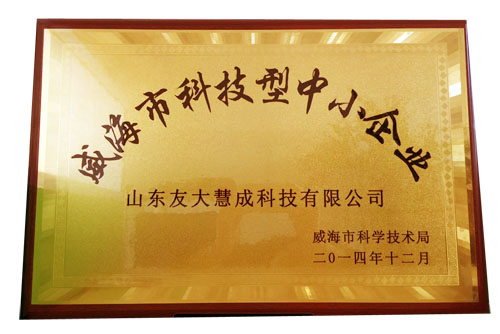 威海市科技型中小企业
山东友大慧成科技有限公司
威海市科学技术局
二0一四年十二月